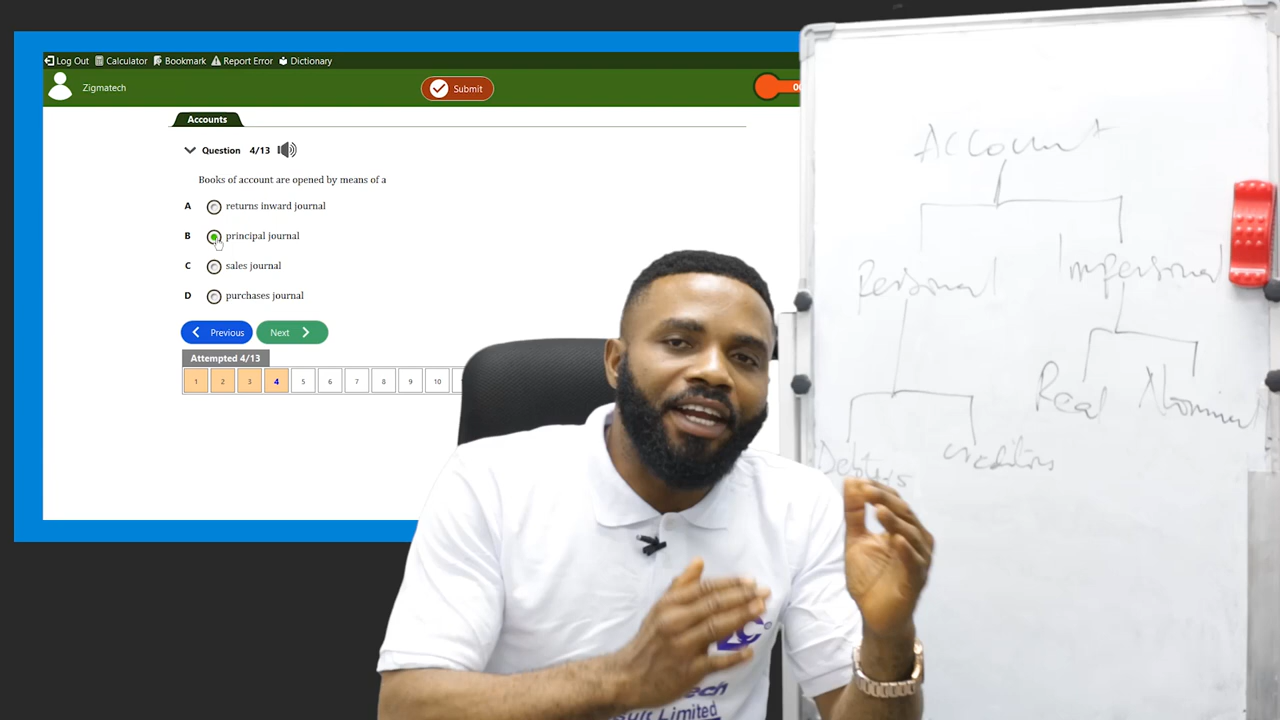 Log Out Calculator Bookmark Report Error Dictionary
Zigmatech
Submit
Accounts
Question 4/13
Books of account are opened by means of a
A returns inward journal
B principal journal
C sales journal
D purchases journal
Previous Next
Attempted 4/13
1 2 3 4 5 6 7 8 9 10
Account
Personal Impersonal
Real Nominal
Debtors creditors
Limited